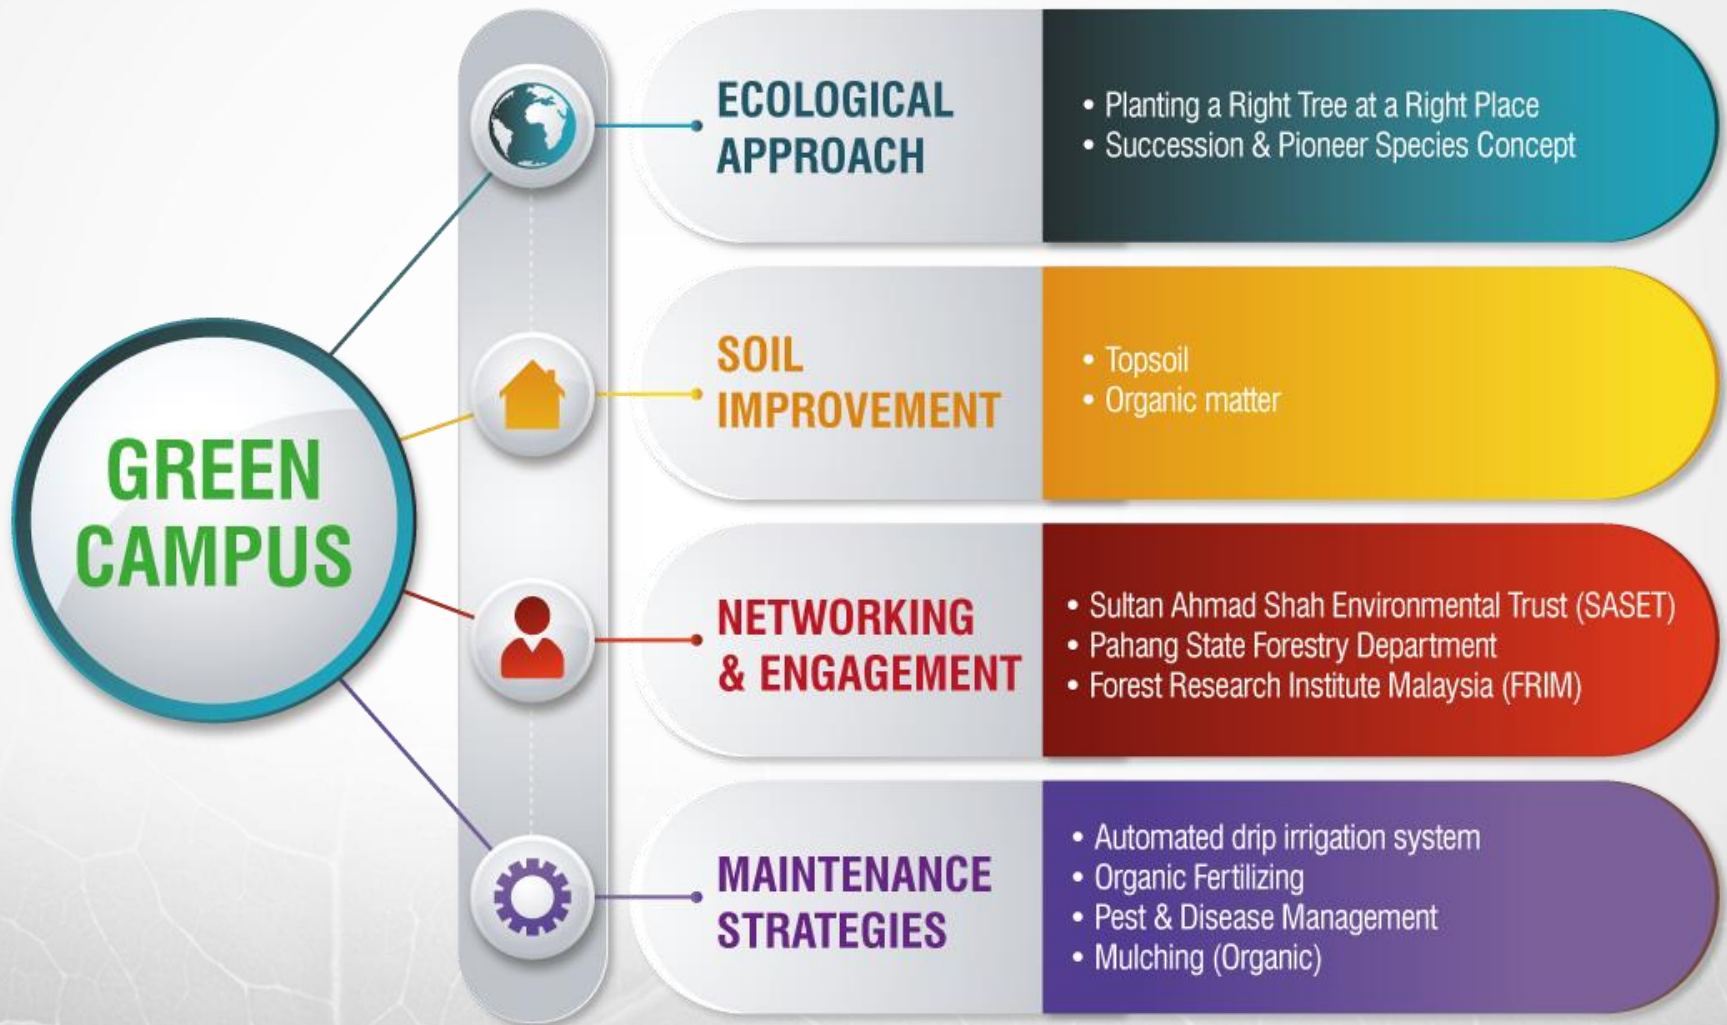 GREEN
CAMPUS
ECOLOGICAL
APPROACH
• Planting a Right Tree at a Right Place
• Succession & Pioneer Species Concept
SOIL
IMPROVEMENT
• Topsoil
• Organic matter
NETWORKING
& ENGAGEMENT
• Sultan Ahmad Shah Environmental Trust (SASET)
• Pahang State Forestry Department
• Forest Research Institute Malaysia (FRIM)
MAINTENANCE
STRATEGIES
• Automated drip irrigation system
• Organic Fertilizing
• Pest & Disease Management
• Mulching (Organic)